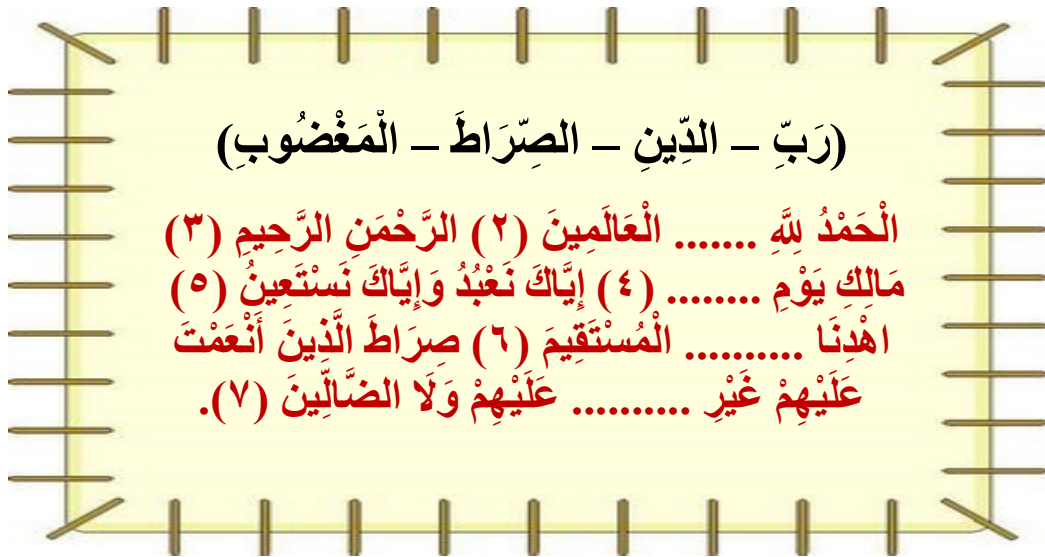 (رَبِّ – الدِّينِ – الصِّرَاطَ – الْمَغْضُوبِ)
الْحَمْدُ لِلَّهِ ....... الْعَالَمِينَ (٢) الرَّحْمَنِ الرَّحِيمِ (٣)
مَالِكِ يَوْمِ ........ (٤) إِيَّاكَ نَعْبُدُ وَإِيَّاكَ نَسْتَعِينُ (٥)
اهْدِنَا .......... الْمُسْتَقِيمَ (٦) صِرَاطَ الَّذِينَ أَنْعَمْتَ
عَلَيْهِمْ غَيْرِ .......... عَلَيْهِمْ وَلَا الضَّالِّينَ (٧).